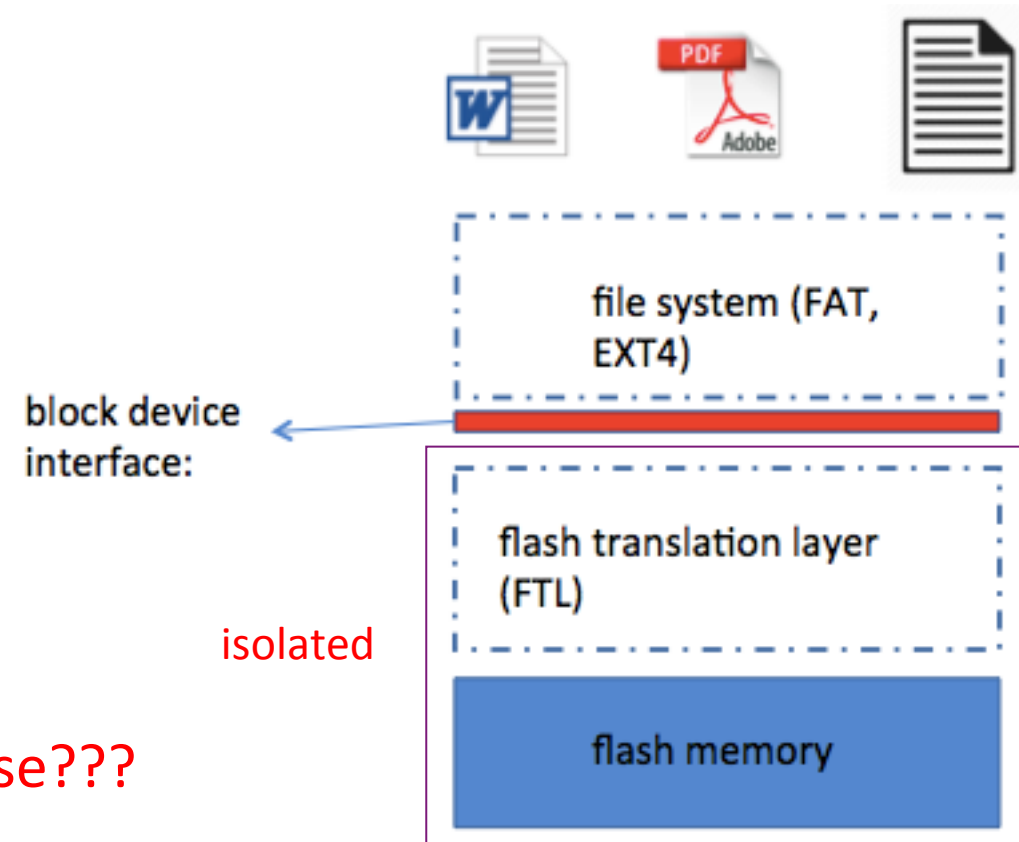 W
PDF
Adobe
file system (FAT,
EXT4)
block device
interface:
flash translation layer
(FTL)
isolated
flash memory
se???